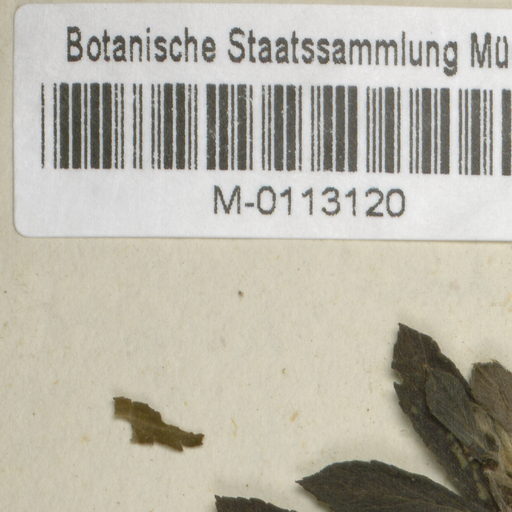 Botanische Staatssammlung Mü
M-0113120